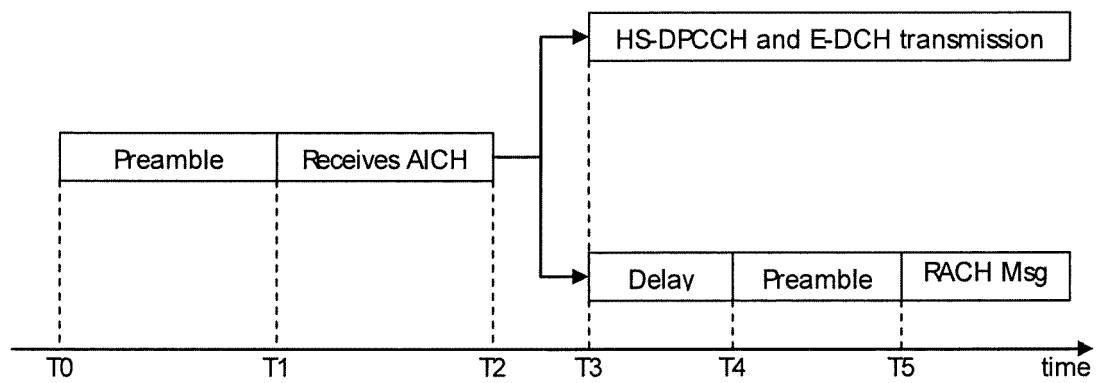 HS-DPCCH and E-DCH transmission
Preamble
Receives AICH
Delay
Preamble
RACH Msg
T0
T1
T2
T3
T4
T5
time